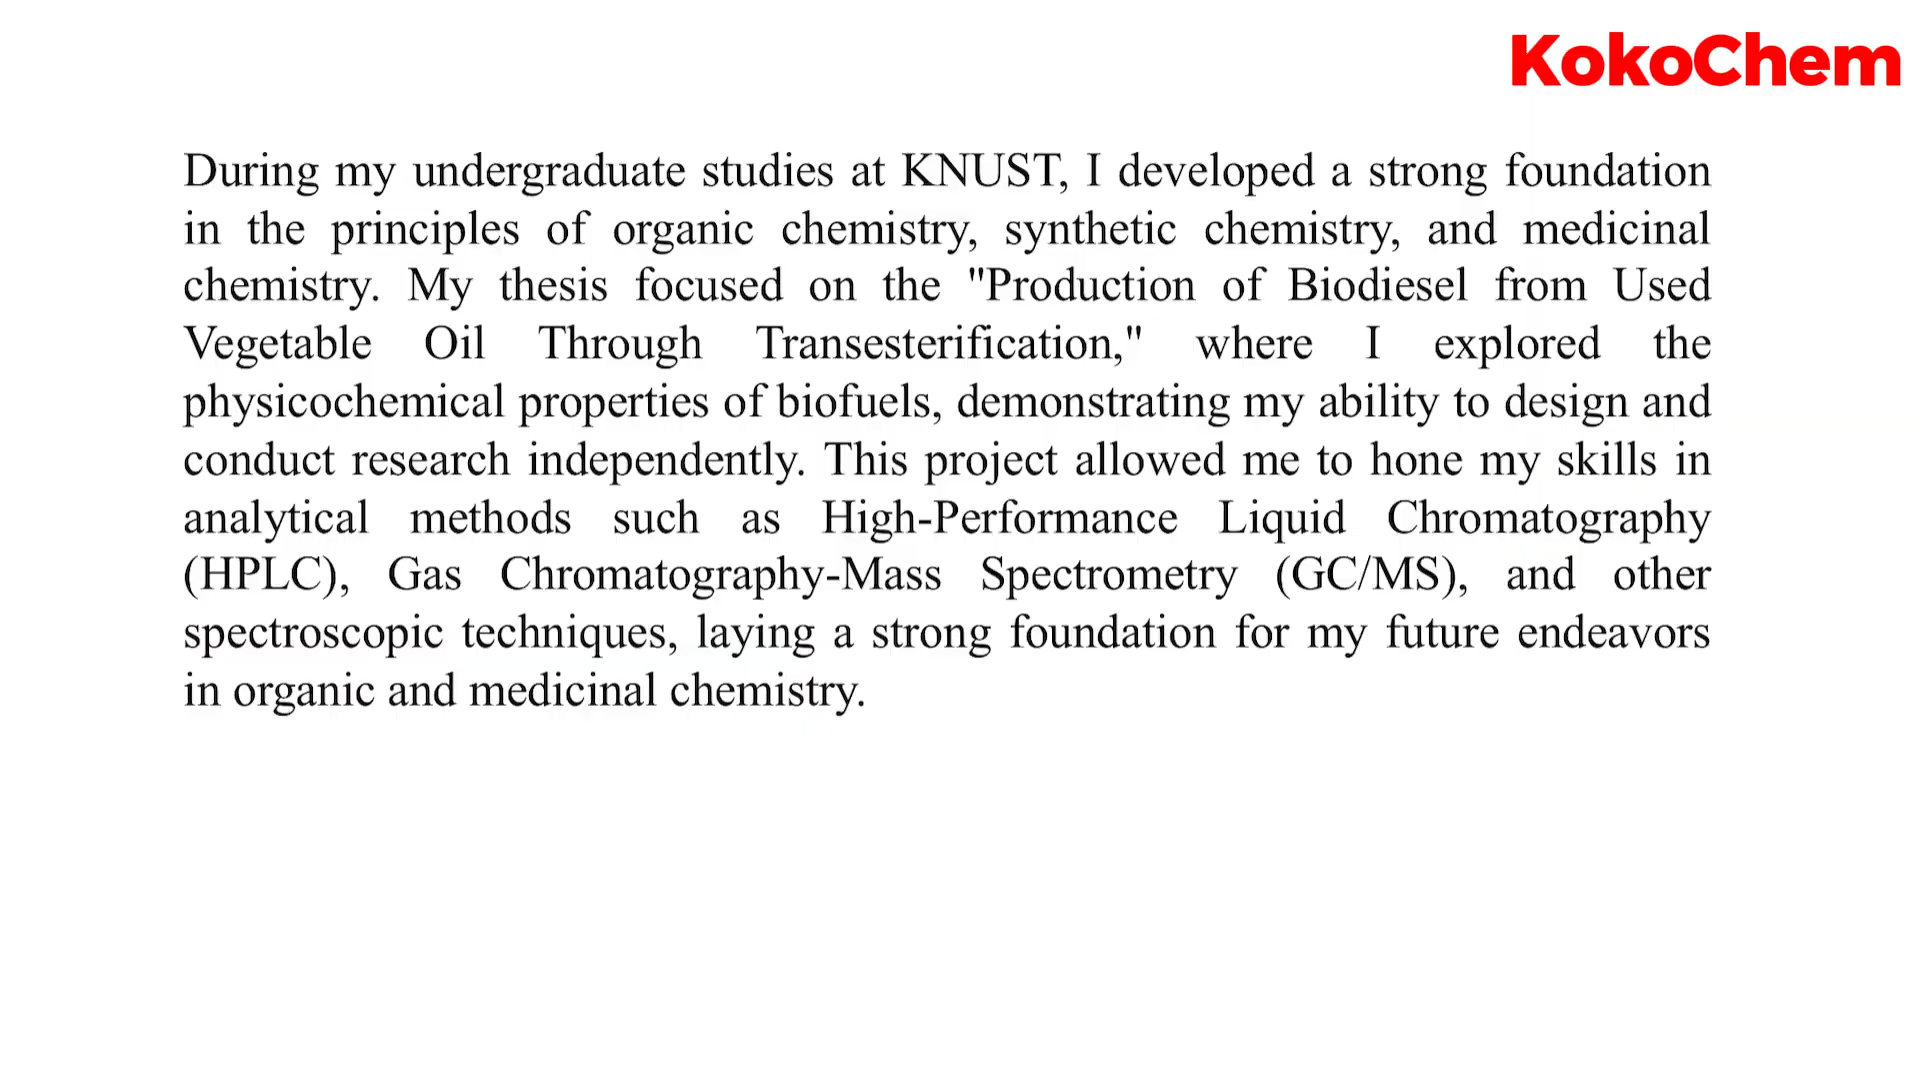 KokoChem
During my undergraduate studies at KNUST, I developed a strong foundation
in the principles of organic chemistry, synthetic chemistry, and medicinal
chemistry. My thesis focused on the "Production of Biodiesel from Used
Vegetable Oil Through Transesterification," where I explored the
physicochemical properties of biofuels, demonstrating my ability to design and
conduct research independently. This project allowed me to hone my skills in
analytical methods such as High-Performance Liquid Chromatography
(HPLC), Gas Chromatography-Mass Spectrometry (GC/MS), and other
spectroscopic techniques, laying a strong foundation for my future endeavors
in organic and medicinal chemistry.